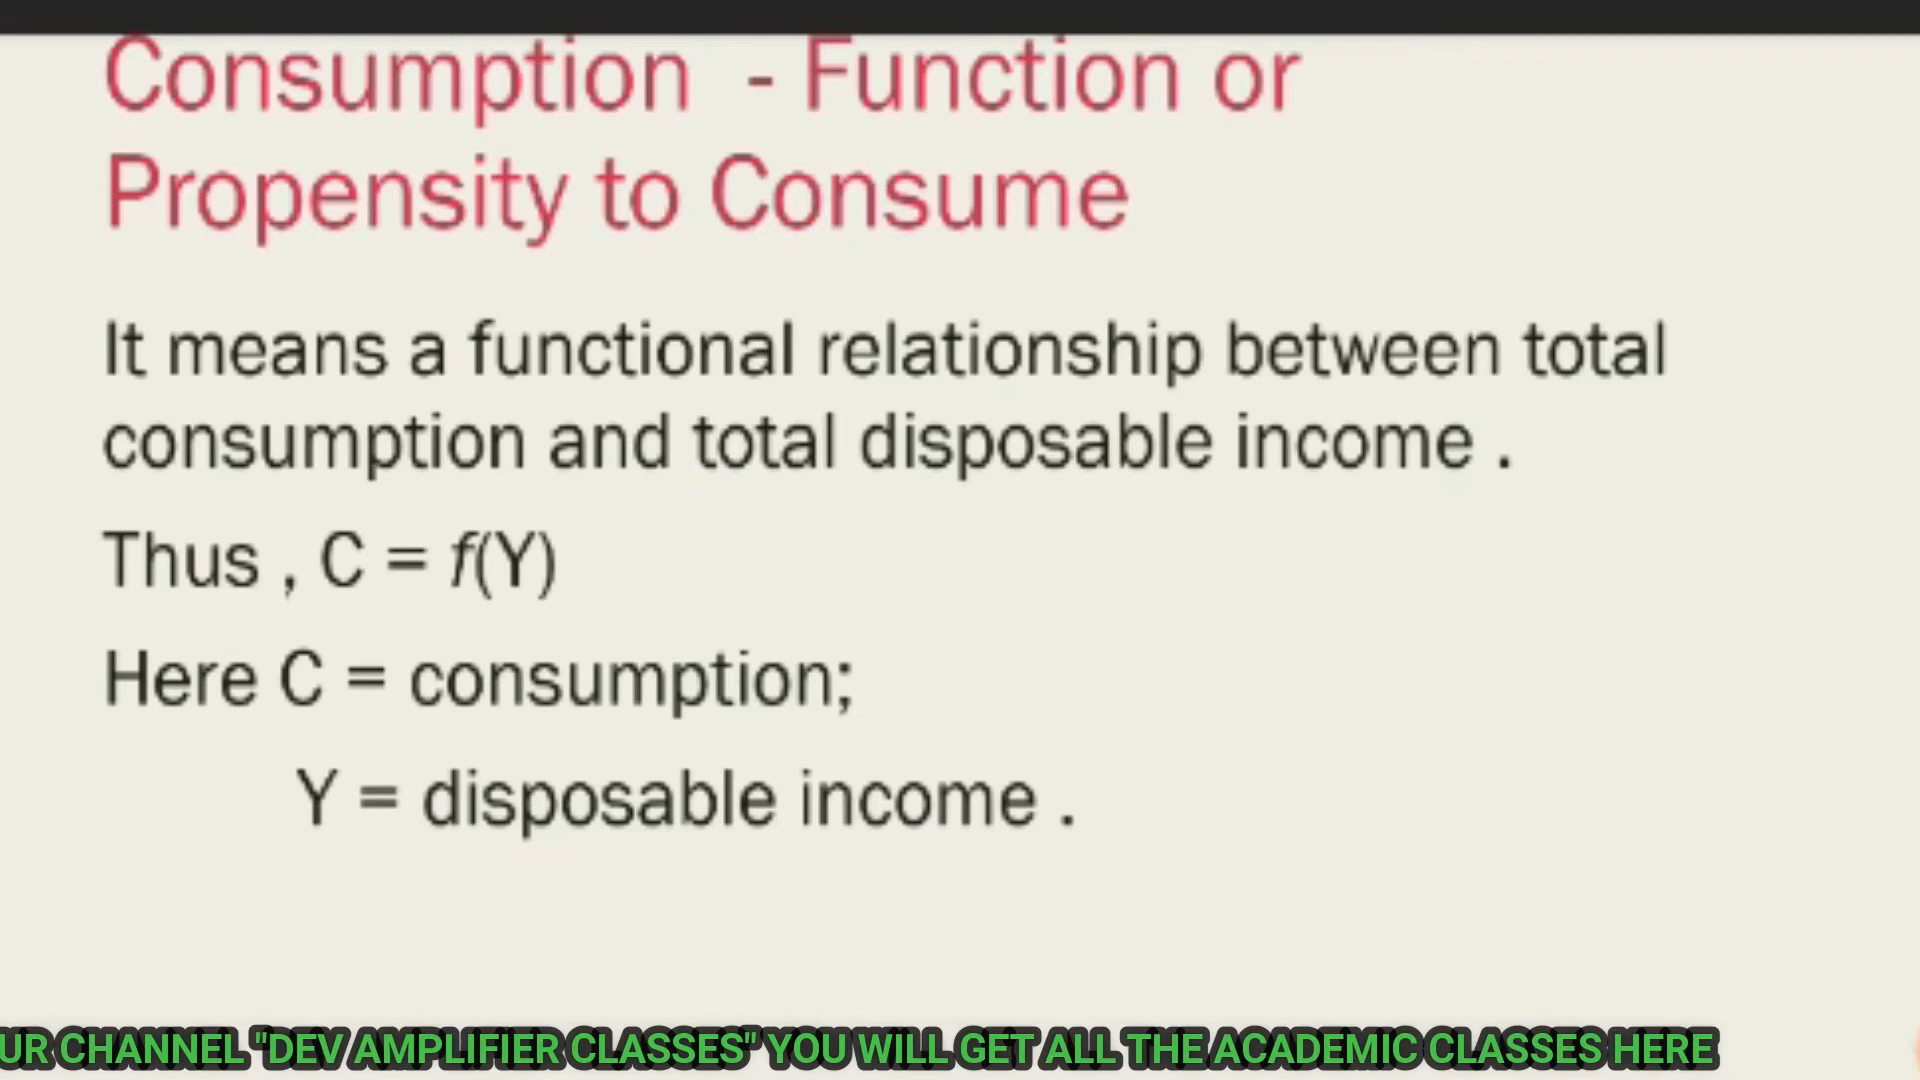 Consumption - Function or
Propensity to Consume
It means a functional relationship between total
consumption and total disposable income .
Thus , C = f(Y)
Here C = consumption;
Y = disposable income .
UR CHANNEL "DEV AMPLIFIER CLASSES" YOU WILL GET ALL THE ACADEMIC CLASSES HERE